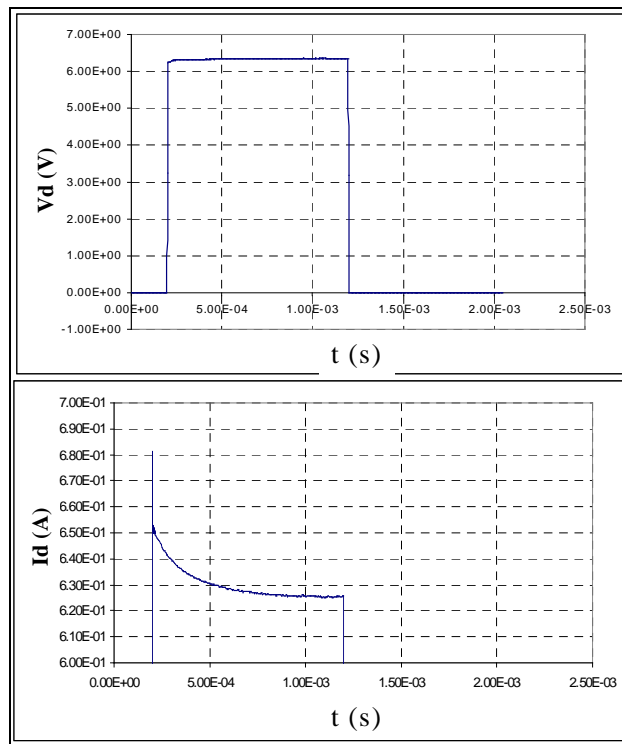 7.00E+00
6.00E+00
5.00E+00
4.00E+00
3.00E+00
2.00E+00
1.00E+00
0.00E+00
-1.00E+00
Vd (V)
0.00E+00 5.00E-04 1.00E-03 1.50E-03 2.00E-03 2.50E-03
t (s)
7.00E-01
6.90E-01
6.80E-01
6.70E-01
6.60E-01
6.50E-01
6.40E-01
6.30E-01
6.20E-01
6.10E-01
6.00E-01
Id (A)
0.00E+00 5.00E-04 1.00E-03 1.50E-03 2.00E-03 2.50E-03
t (s)